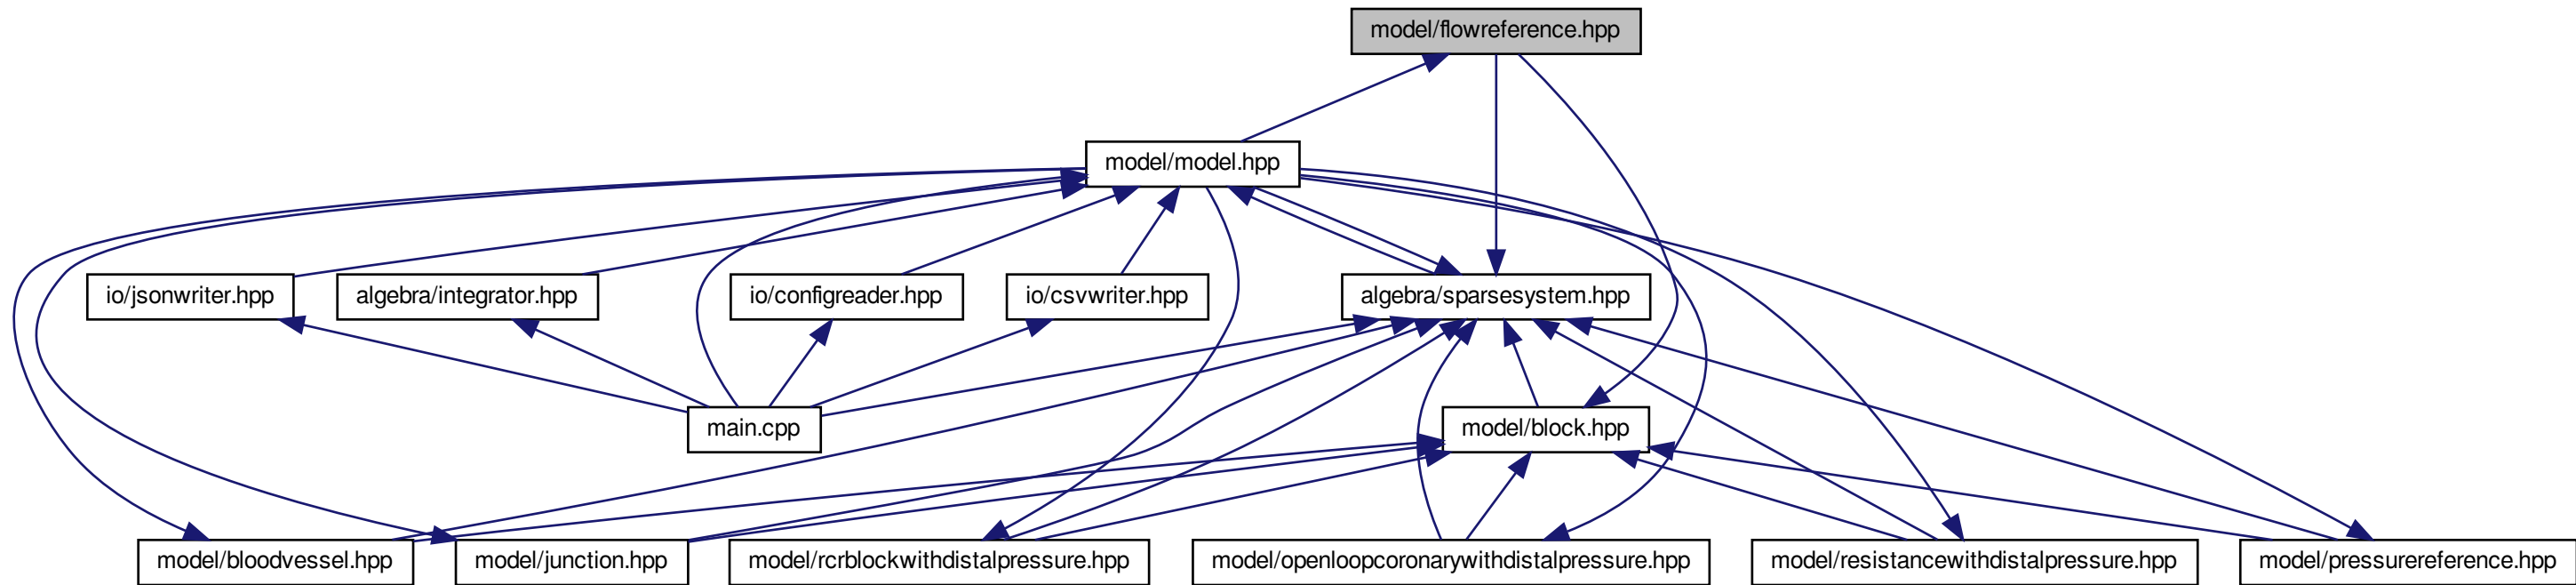 model/flowreference.hpp
model/model.hpp
io/jsonwriter.hpp
algebra/integrator.hpp
io/configreader.hpp
io/csvwriter.hpp
algebra/sparsesystem.hpp
main.cpp
model/block.hpp
model/bloodvessel.hpp
model/junction.hpp
model/rcrblockwithdistalpressure.hpp
model/openloopcoronarywithdistalpressure.hpp
model/resistancewithdistalpressure.hpp
model/pressurereference.hpp